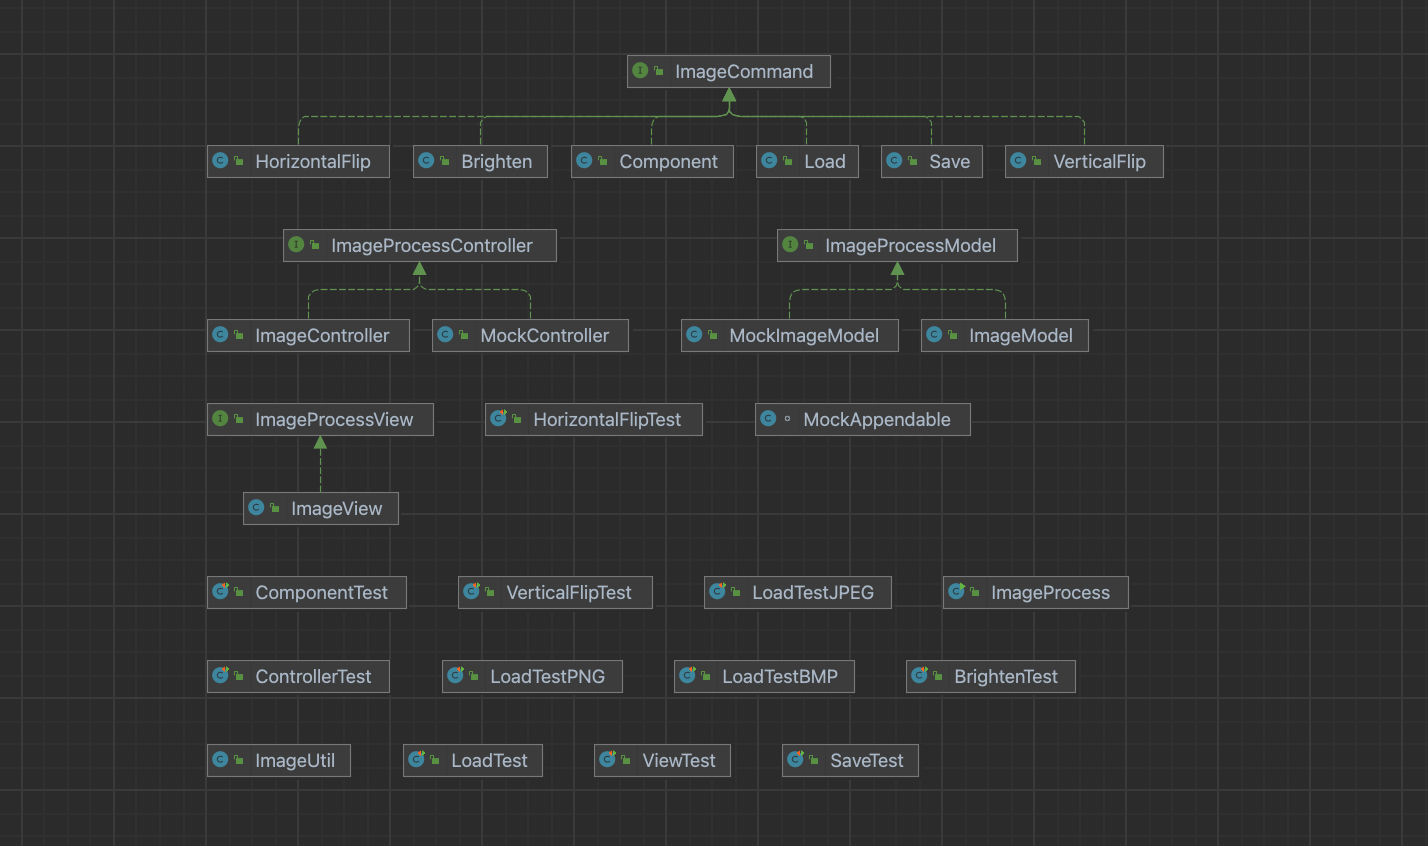 ImageCommand
HorizontalFlip Brighten Component Load Save VerticalFlip
ImageProcessController ImageProcessModel
ImageController MockController MockImageModel ImageModel
ImageProcessView HorizontalFlipTest MockAppendable
ImageView
ComponentTest VerticalFlipTest LoadTestJPEG ImageProcess
ControllerTest LoadTestPNG LoadTestBMP BrightenTest
ImageUtil LoadTest ViewTest SaveTest